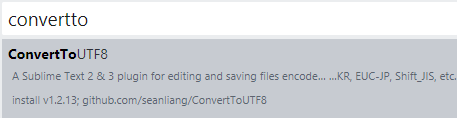 convertto
ConvertToUTF8
A Sublime Text 2 & 3 plugin for editing and saving files encode... ...KR, EUC-JP, Shift_JIS, etc.
install v1.2.13; github.com/seanliang/ConvertToUTF8